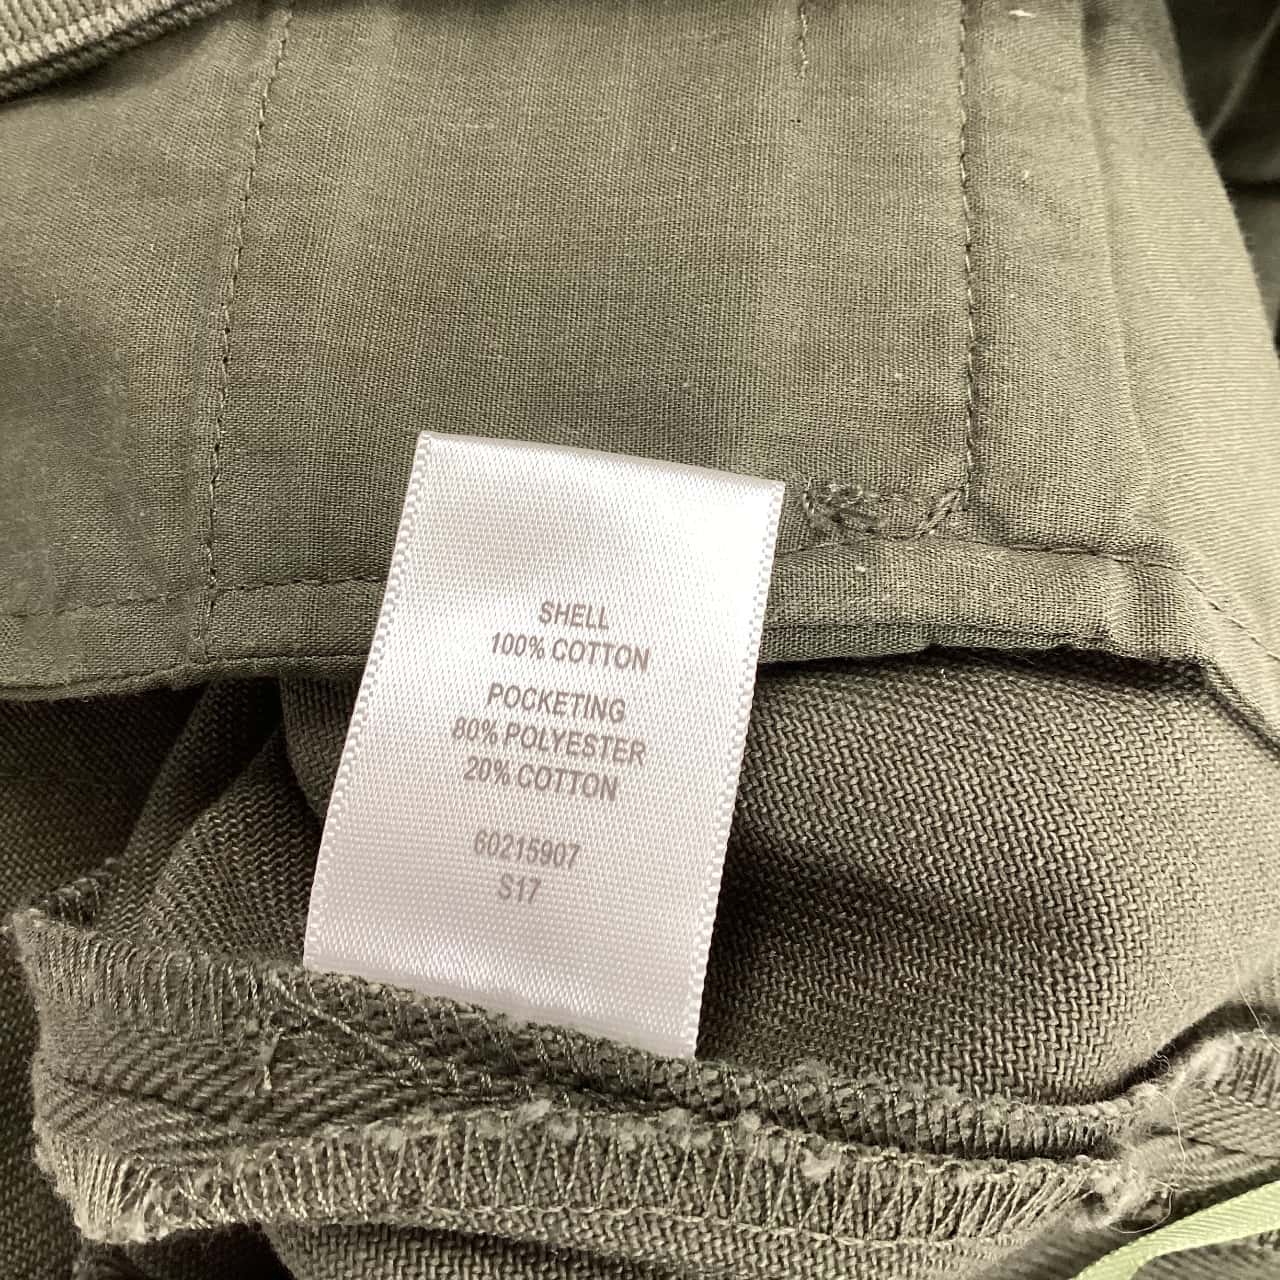 SHELL
100% COTTON
POCKETING
80% POLYESTER
20% COTTON
60215907
S17